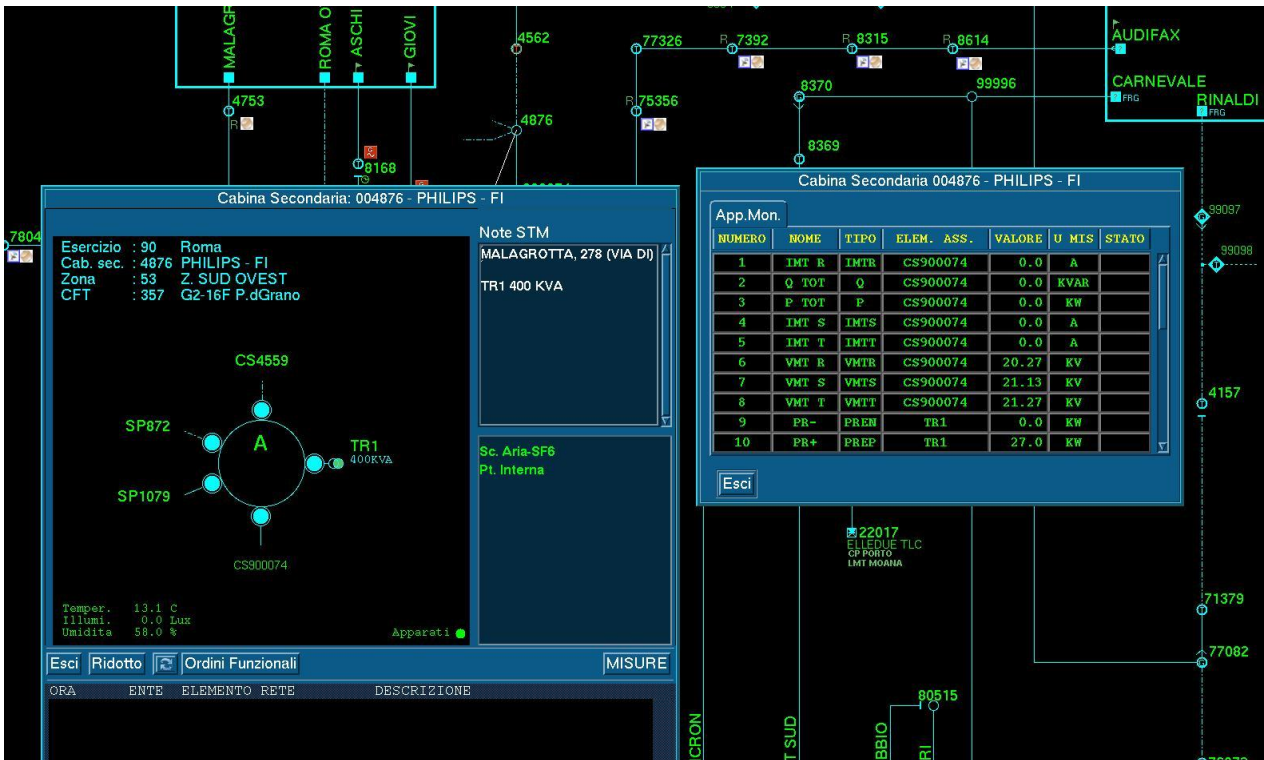 MALAGR
ROMA O
ASCHI
GIOVI
4562
77326
R 7392
R 8315
R 8614
AUDIFAX
CARNEVALE
FRG
RINALDI
FRG
4753
R
8168
4876
R 75356
8370
99996
8369
7804
Cabina Secondaria: 004876 - PHILIPS - FI
Esercizio : 90 Roma
Cab. sec. : 4876 PHILIPS - FI
Zona : 53 Z. SUD OVEST
CFT : 357 G2-16F P.dGrano
CS4559
SP872
A
TR1
400KVA
SP1079
CS900074
Temper. 13.1 C
Illumi. 0.0 Lux
Umidita 58.0 %
Apparati
Note STM
MALAGROTTA, 278 (VIA DI)
TR1 400 KVA
Sc. Aria-SF6
Pt. Interna
Esci Ridotto Ordini Funzionali MISURE
ORA ENTE ELEMENTO RETE DESCRIZIONE
Cabina Secondaria 004876 - PHILIPS - FI
App.Mon.
NUMERO NOME TIPO ELEM. ASS. VALORE U MIS STATO
1 IMT R IMTR CS900074 0.0 A
2 Q TOT Q CS900074 0.0 KVAR
3 P TOT P CS900074 0.0 KW
4 IMT S IMTS CS900074 0.0 A
5 IMT T IMTT CS900074 0.0 A
6 VMT R VMTR CS900074 20.27 KV
7 VMT S VMTS CS900074 21.13 KV
8 VMT T VMTT CS900074 21.27 KV
9 PR- PREN TR1 0.0 KW
10 PR+ PREP TR1 27.0 KW
Esci
99097
99098
4157
22017
ELLEDUE TLC
CP PORTO
LMT MOANA
71379
77082
80515
CRON
T SUD
BBIO
RI